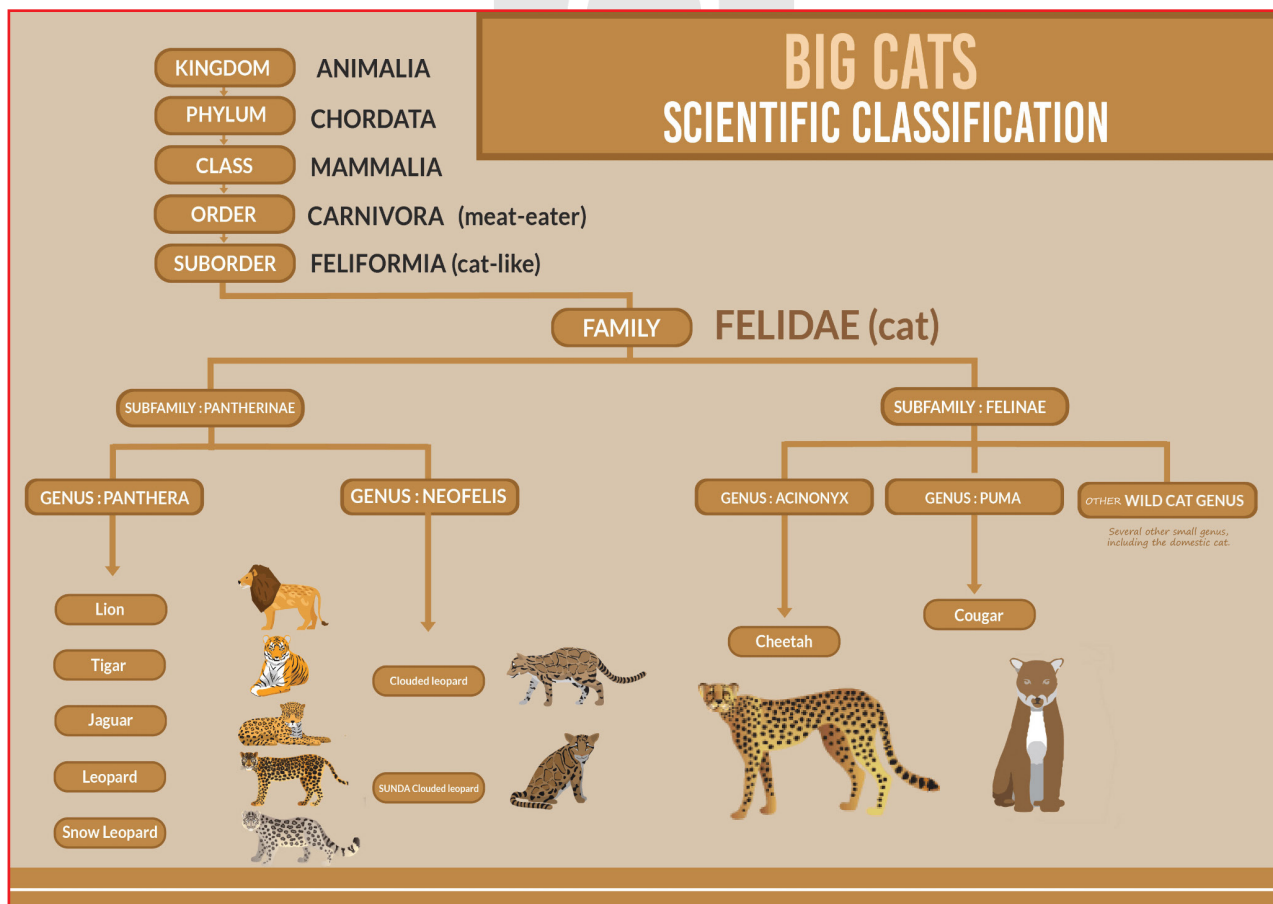 BIG CATS
SCIENTIFIC CLASSIFICATION
KINGDOM ANIMALIA
PHYLUM CHORDATA
CLASS MAMMALIA
ORDER CARNIVORA (meat-eater)
SUBORDER FELIFORMIA (cat-like)
FAMILY FELIDAE (cat)
SUBFAMILY : PANTHERINAE
SUBFAMILY : FELINAE
GENUS : PANTHERA
GENUS : NEOFELIS
GENUS : ACINONYX
GENUS : PUMA
OTHER WILD CAT GENUS
Several other small genus,
including the domestic cat.
Lion
Tigar
Jaguar
Leopard
Snow Leopard
Clouded leopard
SUNDA Clouded leopard
Cheetah
Cougar